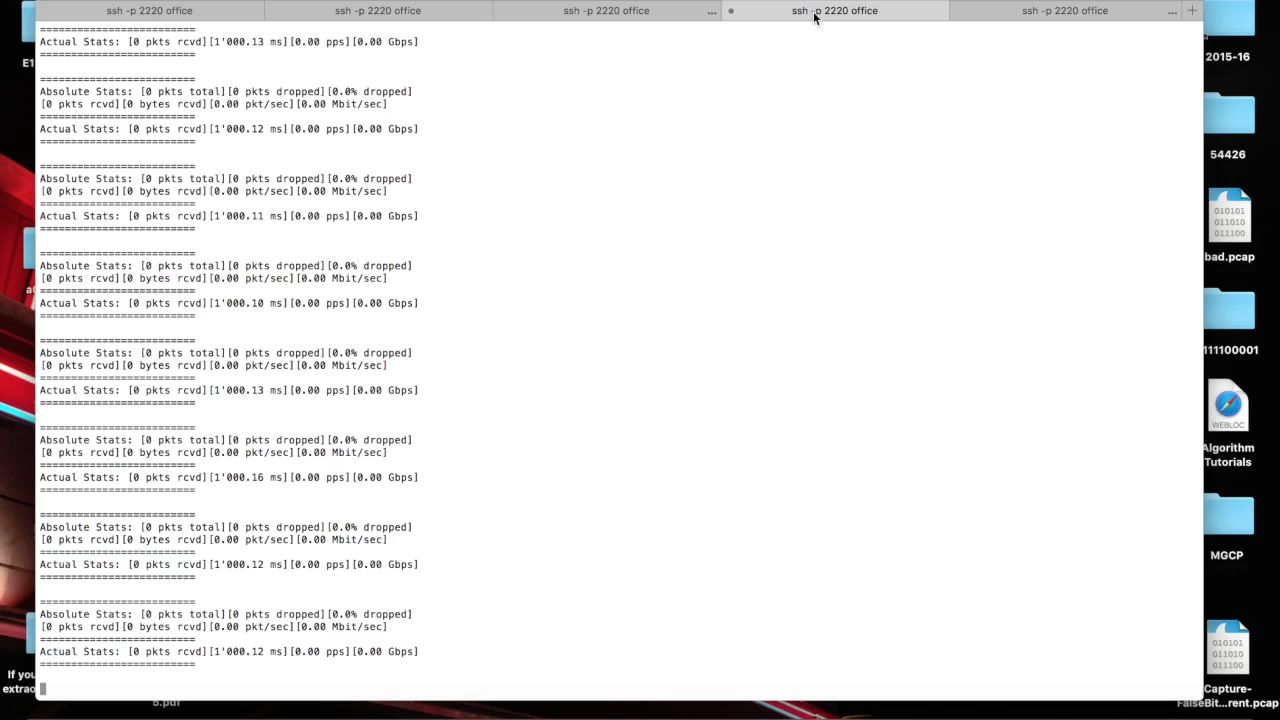 ssh -p 2220 office
ssh -p 2220 office
ssh -p 2220 office ...
ssh -p 2220 office
ssh -p 2220 office ...
=========================
Actual Stats: [0 pkts rcvd][1'000.13 ms][0.00 pps][0.00 Gbps]
=========================
=========================
Absolute Stats: [0 pkts total][0 pkts dropped][0.0% dropped]
[0 pkts rcvd][0 bytes rcvd][0.00 pkt/sec][0.00 Mbit/sec]
=========================
Actual Stats: [0 pkts rcvd][1'000.12 ms][0.00 pps][0.00 Gbps]
=========================
=========================
Absolute Stats: [0 pkts total][0 pkts dropped][0.0% dropped]
[0 pkts rcvd][0 bytes rcvd][0.00 pkt/sec][0.00 Mbit/sec]
=========================
Actual Stats: [0 pkts rcvd][1'000.11 ms][0.00 pps][0.00 Gbps]
=========================
=========================
Absolute Stats: [0 pkts total][0 pkts dropped][0.0% dropped]
[0 pkts rcvd][0 bytes rcvd][0.00 pkt/sec][0.00 Mbit/sec]
=========================
Actual Stats: [0 pkts rcvd][1'000.10 ms][0.00 pps][0.00 Gbps]
=========================
=========================
Absolute Stats: [0 pkts total][0 pkts dropped][0.0% dropped]
[0 pkts rcvd][0 bytes rcvd][0.00 pkt/sec][0.00 Mbit/sec]
=========================
Actual Stats: [0 pkts rcvd][1'000.13 ms][0.00 pps][0.00 Gbps]
=========================
=========================
Absolute Stats: [0 pkts total][0 pkts dropped][0.0% dropped]
[0 pkts rcvd][0 bytes rcvd][0.00 pkt/sec][0.00 Mbit/sec]
=========================
Actual Stats: [0 pkts rcvd][1'000.16 ms][0.00 pps][0.00 Gbps]
=========================
=========================
Absolute Stats: [0 pkts total][0 pkts dropped][0.0% dropped]
[0 pkts rcvd][0 bytes rcvd][0.00 pkt/sec][0.00 Mbit/sec]
=========================
Actual Stats: [0 pkts rcvd][1'000.12 ms][0.00 pps][0.00 Gbps]
=========================
=========================
Absolute Stats: [0 pkts total][0 pkts dropped][0.0% dropped]
[0 pkts rcvd][0 bytes rcvd][0.00 pkt/sec][0.00 Mbit/sec]
=========================
Actual Stats: [0 pkts rcvd][1'000.12 ms][0.00 pps][0.00 Gbps]
=========================
E1
If you
extrao
5.pdf
2015-16
54426
010101
011010
011100
bad.pcap
111100001
WEBLOC
Algorithm
Tutorials
MGCP
010101
011010
011100
Capture-
FalseBit...rent.pcap